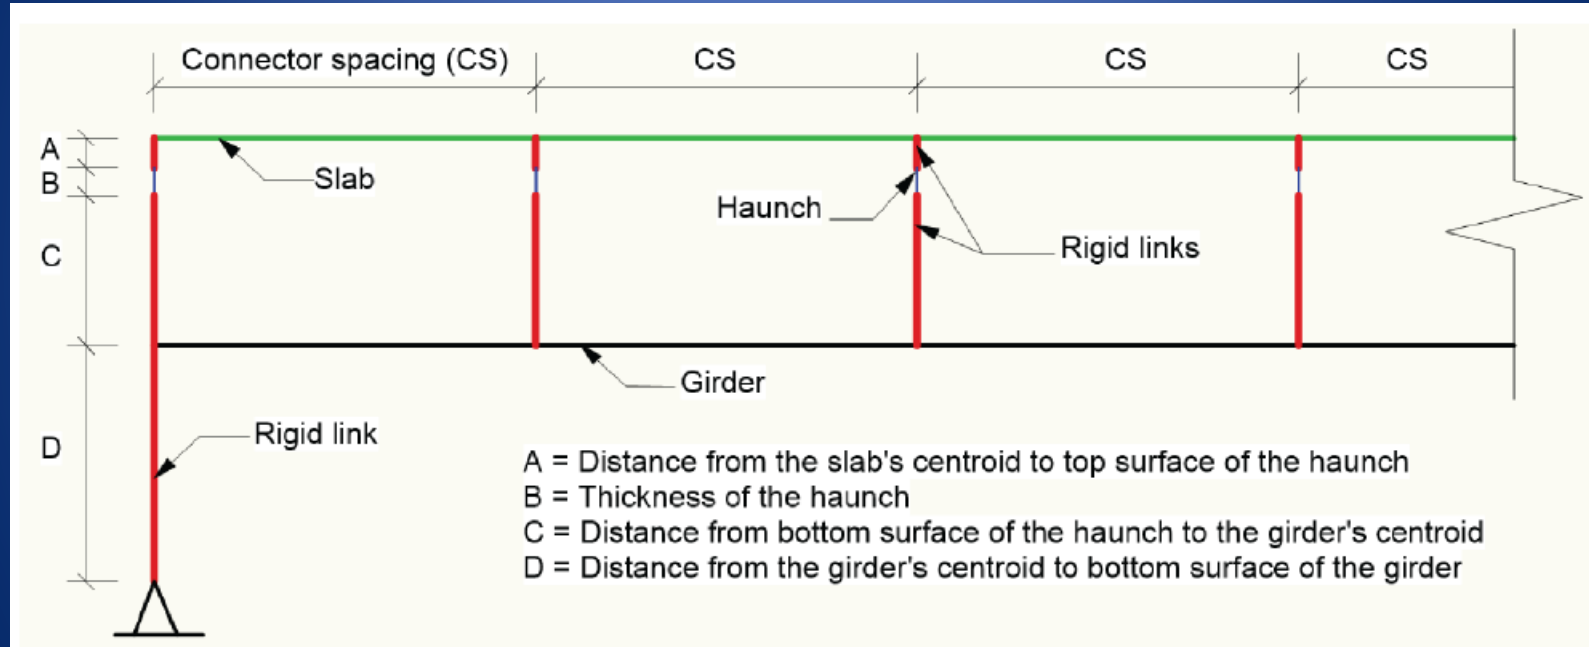 Connector spacing (CS)
CS
CS
CS
A
Slab
B
Haunch
C
Rigid links
Girder
Rigid link
D
A = Distance from the slab's centroid to top surface of the haunch
B = Thickness of the haunch
C = Distance from bottom surface of the haunch to the girder's centroid
D = Distance from the girder's centroid to bottom surface of the girder